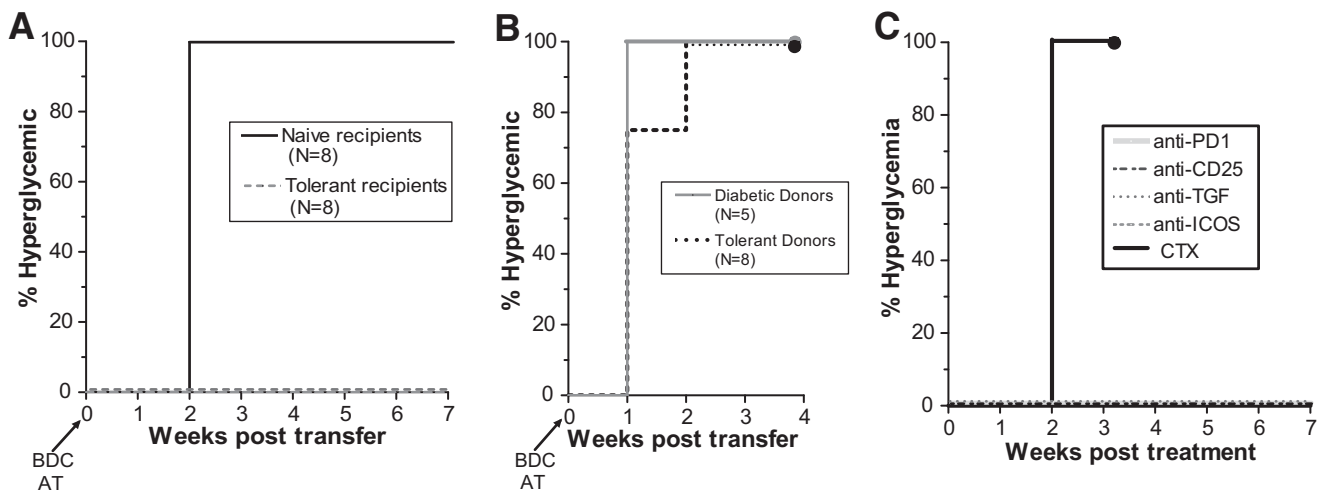 A
% Hyperglycemic
100
80
60
40
20
0
Naive recipients
(N=8)
Tolerant recipients
(N=8)
0 1 2 3 4 5 6 7
Weeks post transfer
BDC
AT
B
% Hyperglycemic
100
80
60
40
20
0
Diabetic Donors
(N=5)
Tolerant Donors
(N=8)
0 1 2 3 4
Weeks post transfer
BDC
AT
C
% Hyperglycemia
100
80
60
40
20
0
anti-PD1
anti-CD25
anti-TGF
anti-ICOS
CTX
0 1 2 3 4 5 6 7
Weeks post treatment